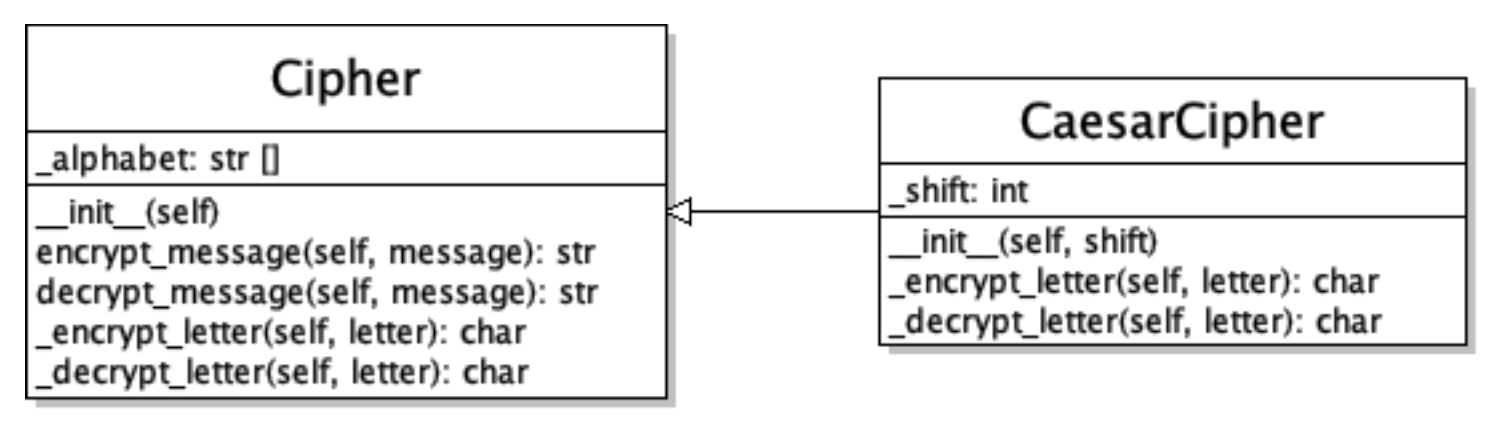 Cipher
_alphabet: str []
__init__(self)
encrypt_message(self, message): str
decrypt_message(self, message): str
_encrypt_letter(self, letter): char
_decrypt_letter(self, letter): char
CaesarCipher
_shift: int
__init__(self, shift)
_encrypt_letter(self, letter): char
_decrypt_letter(self, letter): char